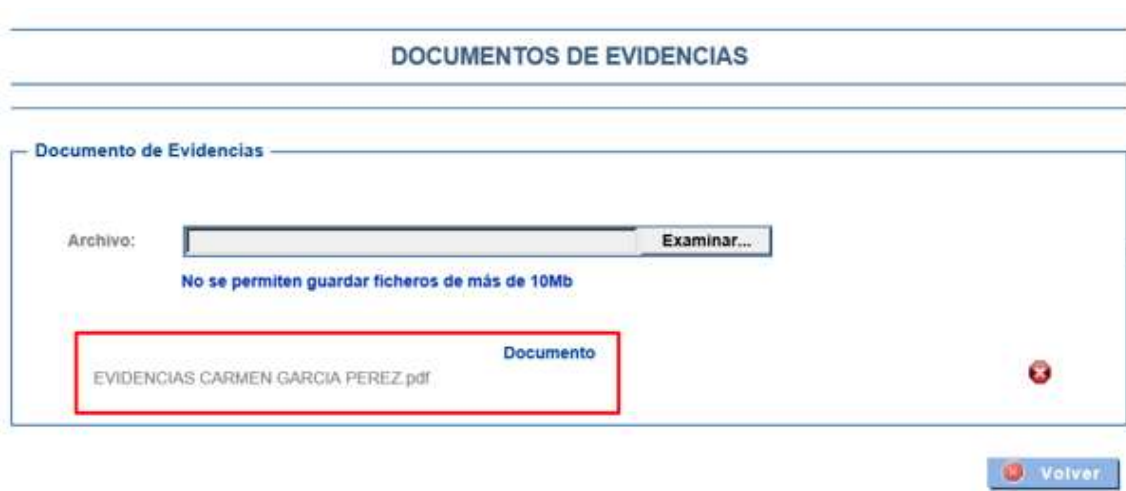 DOCUMENTOS DE EVIDENCIAS
Documento de Evidencias
Archivo:
Examinar...
No se permiten guardar ficheros de más de 10Mb
Documento
EVIDENCIAS CARMEN GARCIA PEREZ.pdf
Volver